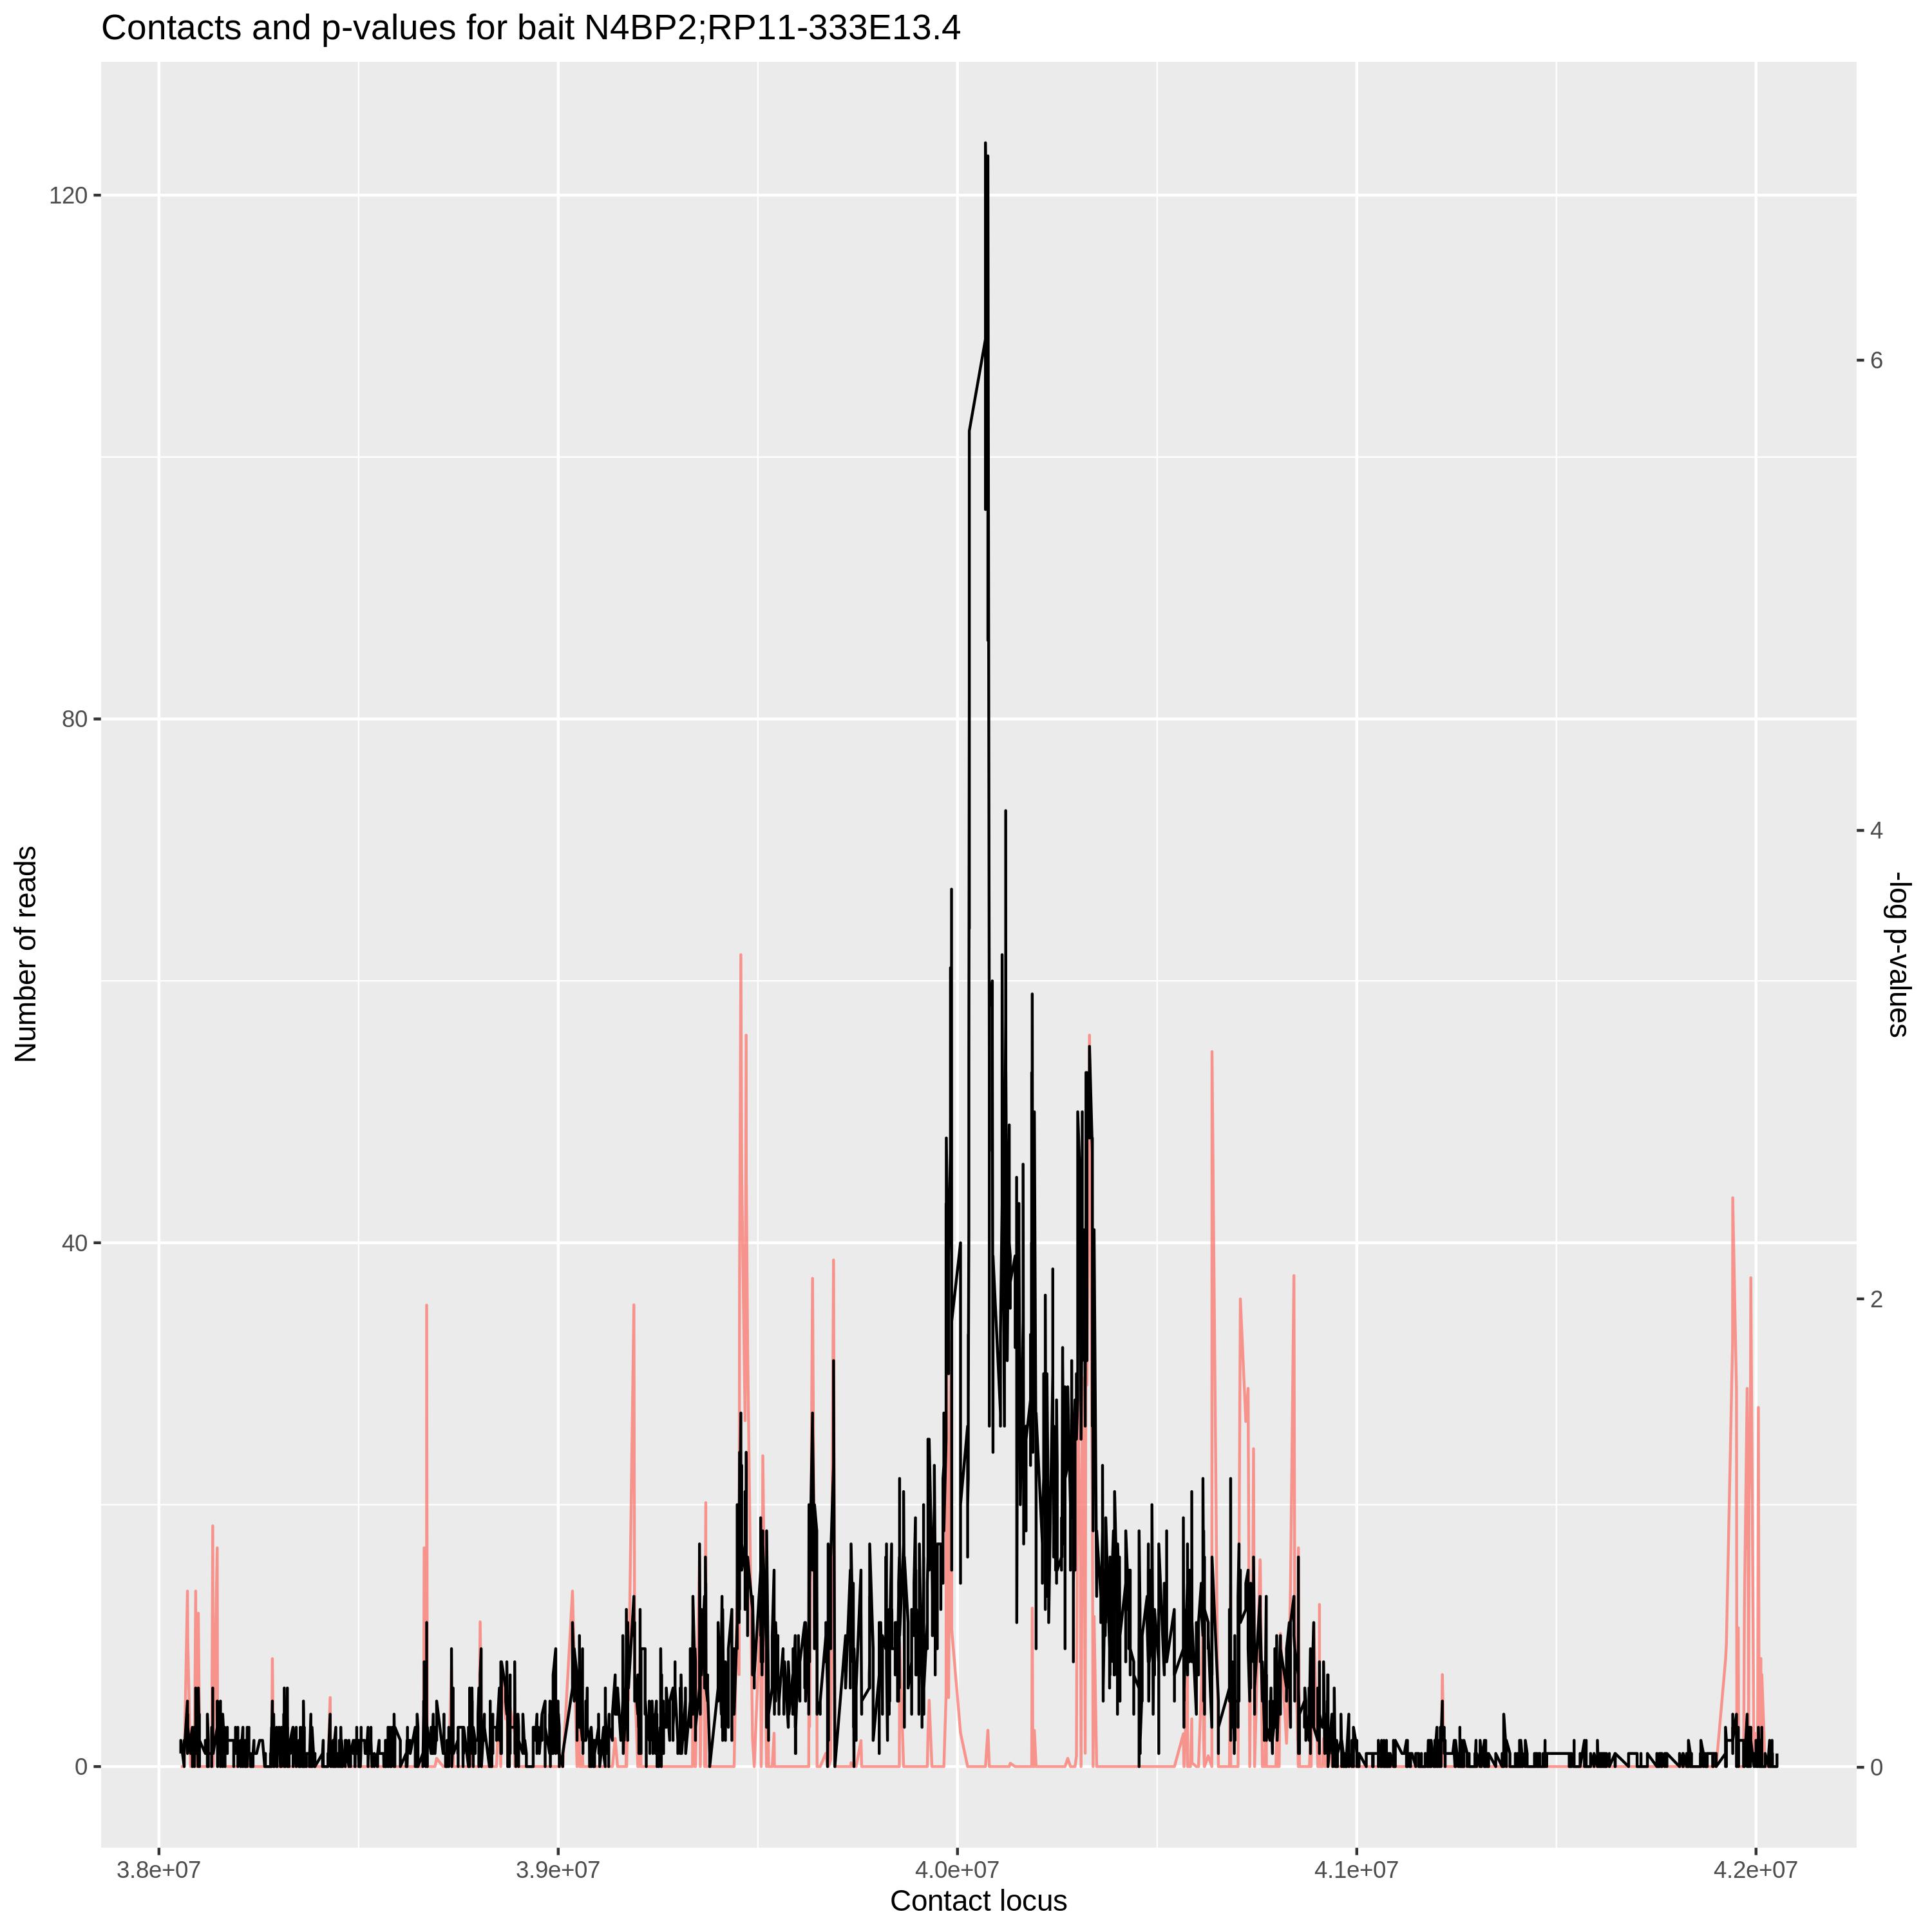 Contacts and p-values for bait N4BP2;RP11-333E13.4
120
80
40
0
Number of reads
6
4
2
0
-log p-values
3.8e+07 3.9e+07 4.0e+07 4.1e+07 4.2e+07
Contact locus